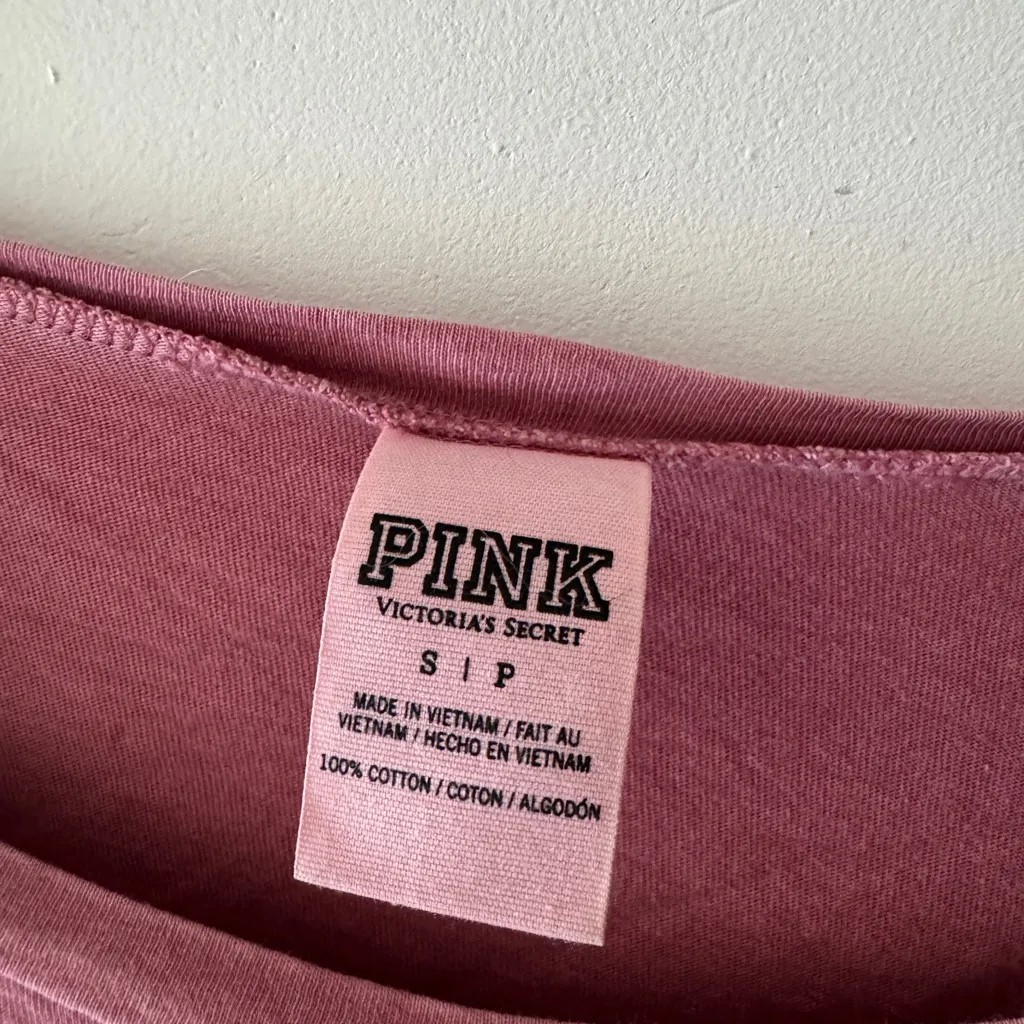 PINK
VICTORIA'S SECRET
S | P
MADE IN VIETNAM / FAIT AU
VIETNAM / HECHO EN VIETNAM
100% COTTON / COTON / ALGODÓN